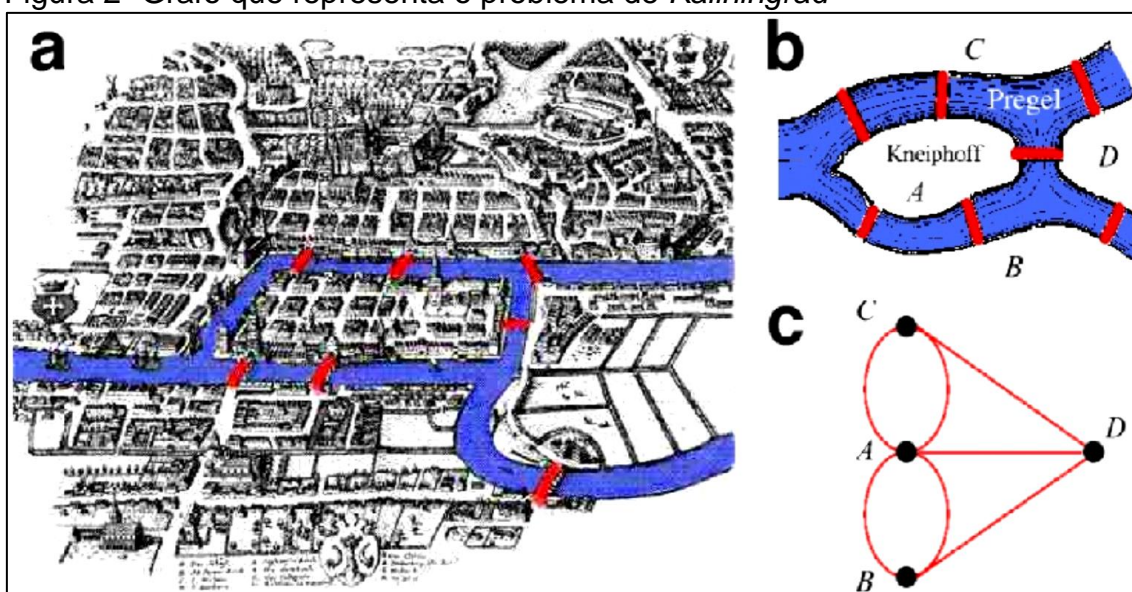 Figura 2- Grafo que representa o problema de Kaliningrad
a
b
C
Pregel
Kneiphoff
D
A
B
c
C
D
A
B